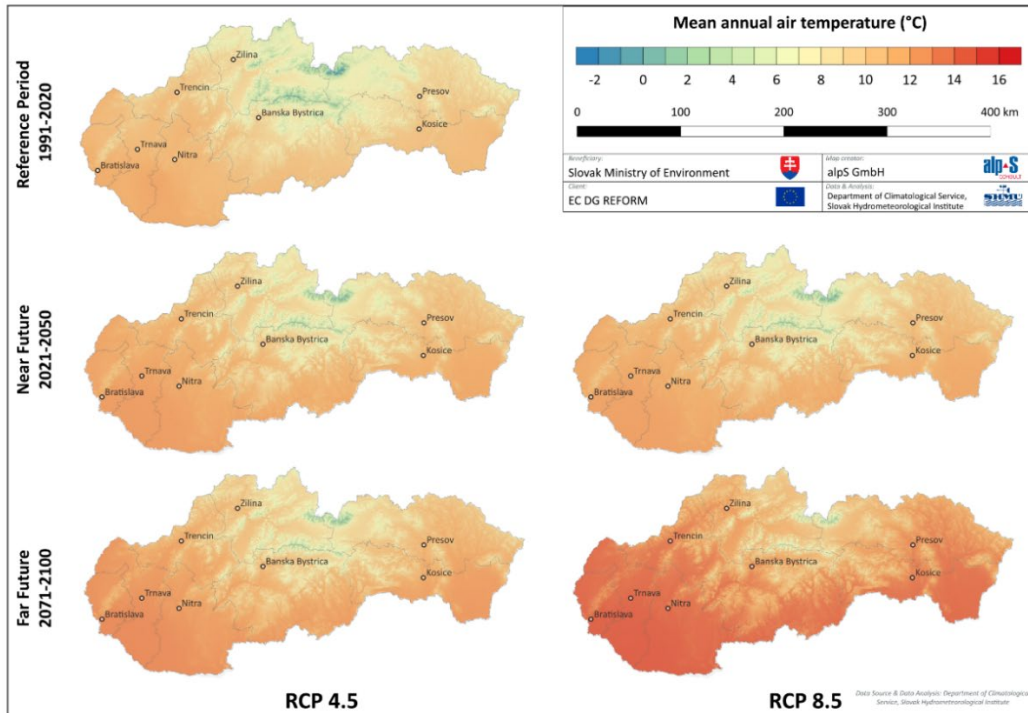 Mean annual air temperature (°C)
-2 0 2 4 6 8 10 12 14 16
0 100 200 300 400 km
Beneficiary:
Slovak Ministry of Environment
Map creator:
alpS GmbH
alpS
CONSULT
Client:
EC DG REFORM
Data & Analysis:
Department of Climatological Service,
Slovak Hydrometeorological Institute
SHMÚ
Reference Period
1991-2020
Zilina
Trencin
Presov
Banska Bystrica
Kosice
Trnava
Nitra
Bratislava
Near Future
2021-2050
Zilina
Trencin
Presov
Banska Bystrica
Kosice
Trnava
Nitra
Bratislava
Zilina
Trencin
Presov
Banska Bystrica
Kosice
Trnava
Nitra
Bratislava
Far Future
2071-2100
Zilina
Trencin
Presov
Banska Bystrica
Kosice
Trnava
Nitra
Bratislava
Zilina
Trencin
Presov
Banska Bystrica
Kosice
Trnava
Nitra
Bratislava
RCP 4.5
RCP 8.5
Data Source & Data Analysis: Department of Climatological
Service, Slovak Hydrometeorological Institute